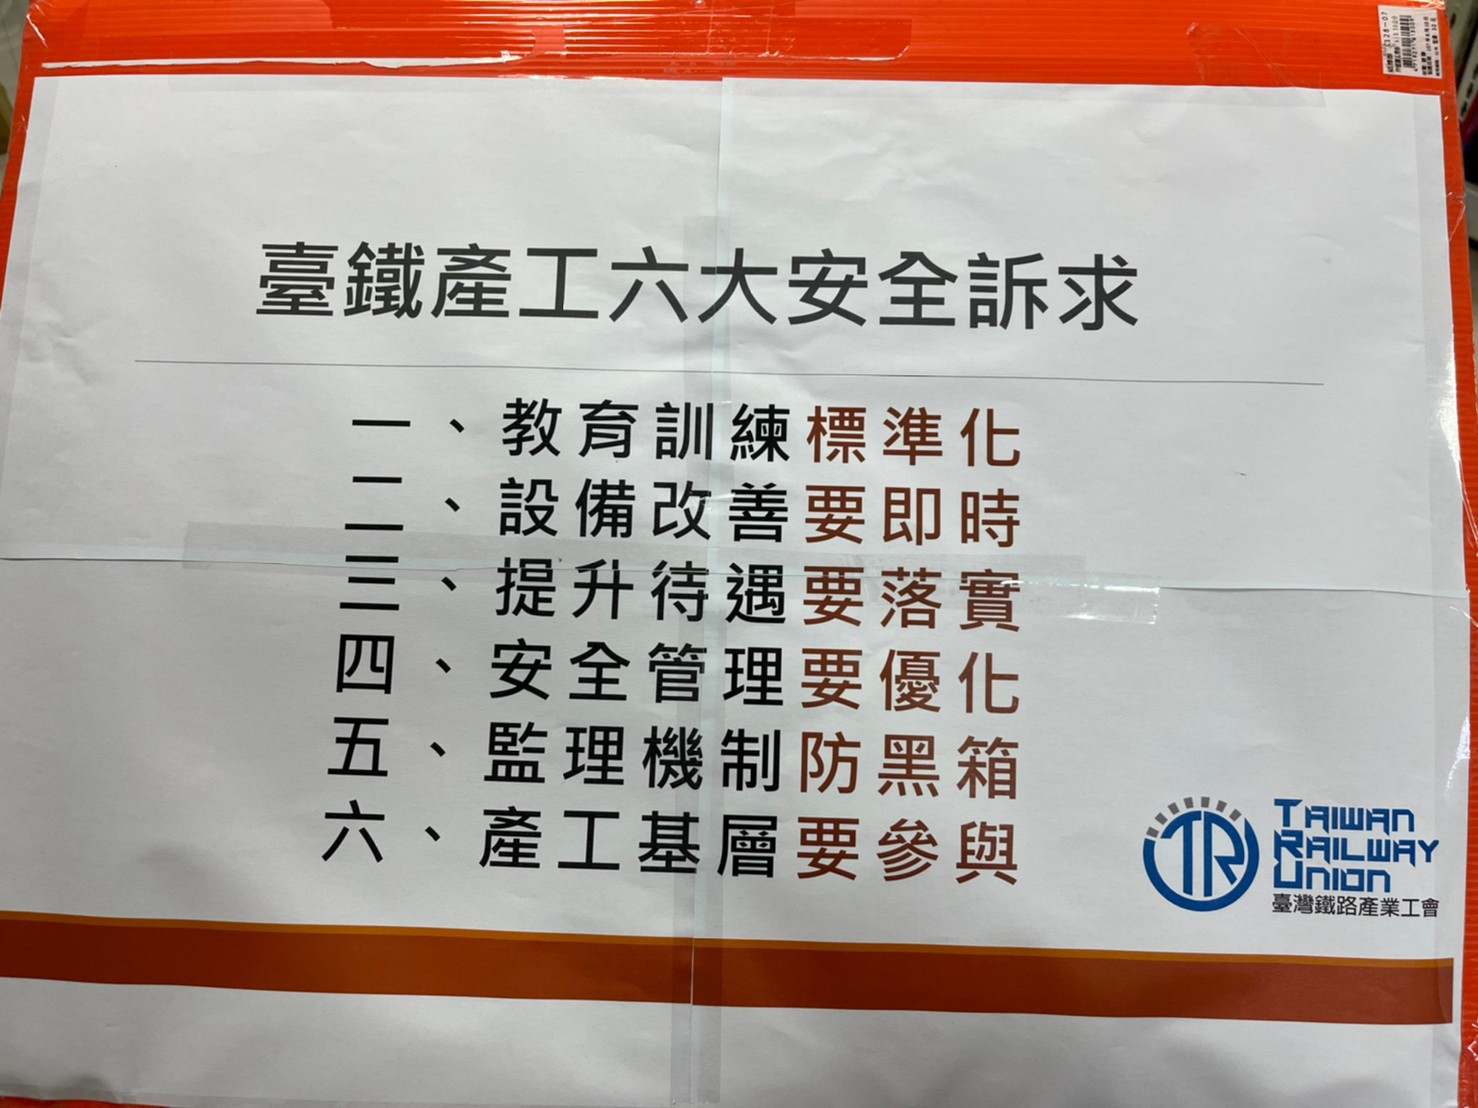 臺鐵產工六大安全訴求
一、教育訓練標準化
二、設備改善要即時
三、提升待遇要落實
四、安全管理要優化
五、監理機制防黑箱
六、產工基層要參與
TR
TAIWAN
RAILWAY
UNION
臺灣鐵路產業工會